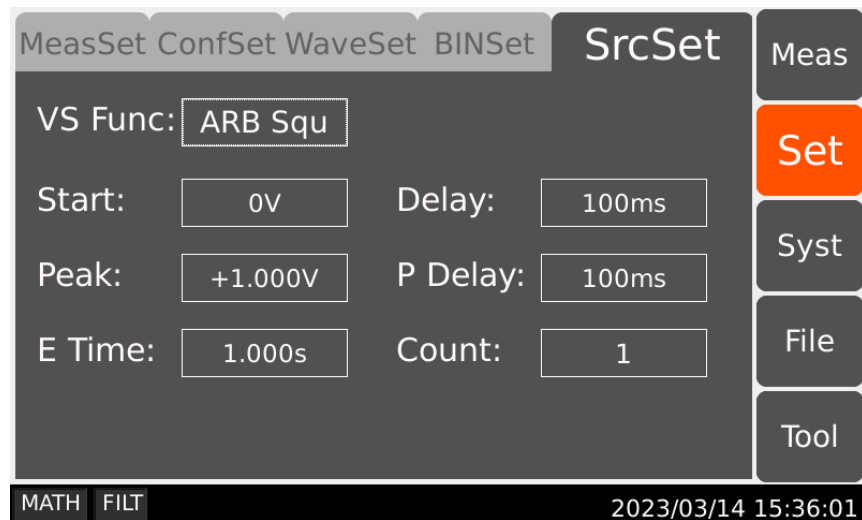 MeasSet ConfSet WaveSet BINSet SrcSet
Meas
Set
Syst
File
Tool
VS Func: ARB Squ
Start: 0V Delay: 100ms
Peak: +1.000V P Delay: 100ms
E Time: 1.000s Count: 1
MATH FILT 2023/03/14 15:36:01